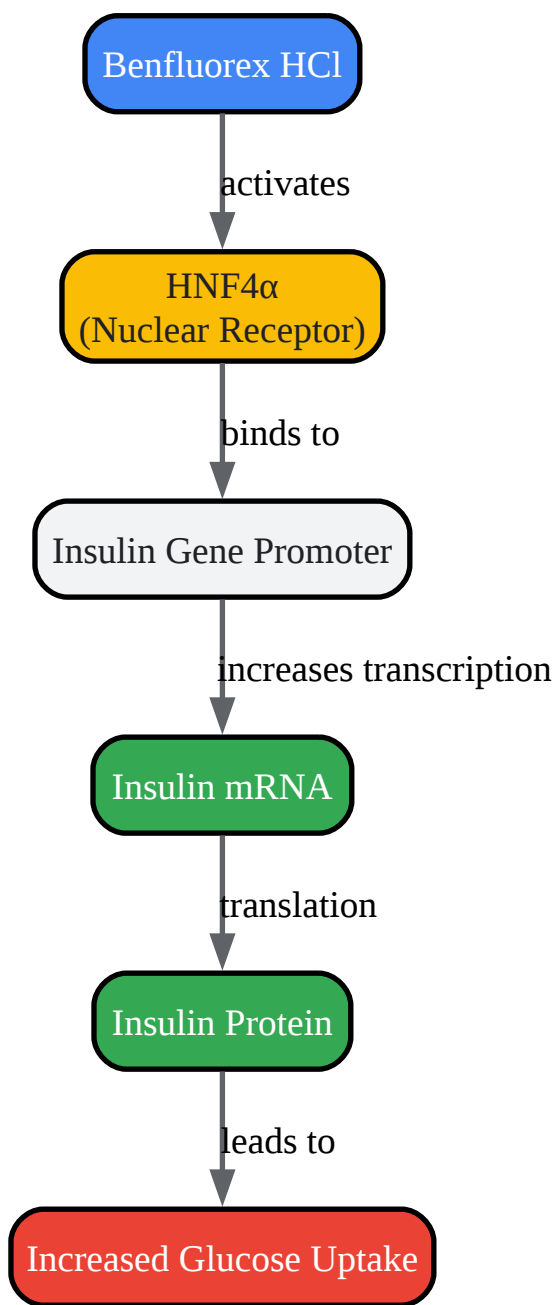 Benfluorex HCl
activates
HNF4α
(Nuclear Receptor)
binds to
Insulin Gene Promoter
increases transcription
Insulin mRNA
translation
Insulin Protein
leads to
Increased Glucose Uptake